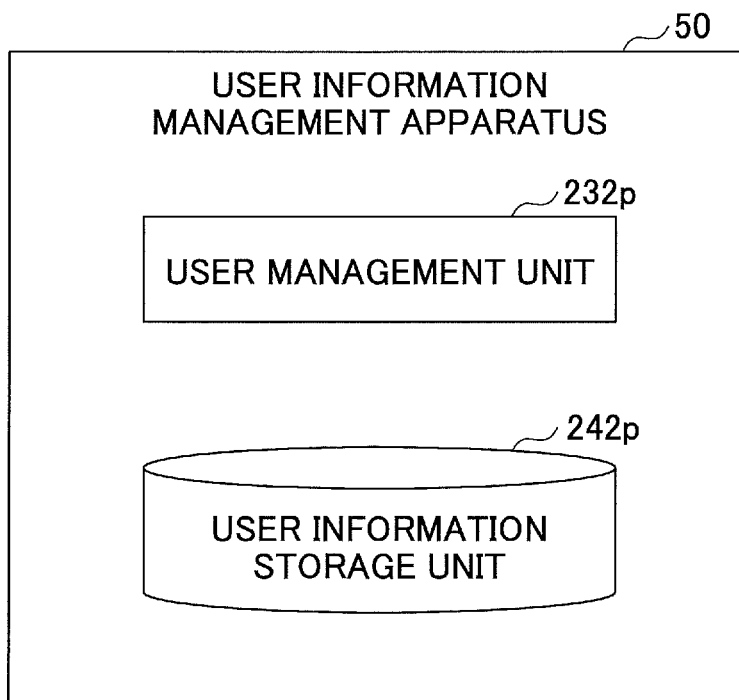 50
USER INFORMATION
MANAGEMENT APPARATUS
232p
USER MANAGEMENT UNIT
242p
USER INFORMATION
STORAGE UNIT